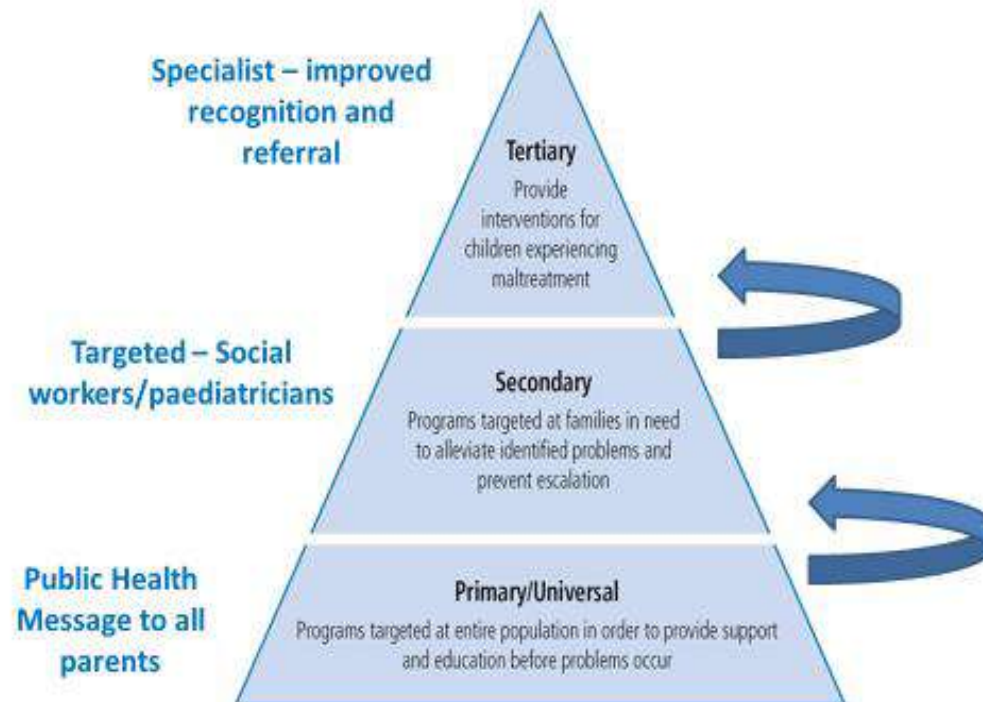 Specialist – improved
recognition and
referral
Tertiary
Provide
interventions for
children experiencing
maltreatment
Targeted – Social
workers/paediatricians
Secondary
Programs targeted at families in need
to alleviate identified problems and
prevent escalation
Public Health
Message to all
parents
Primary/Universal
Programs targeted at entire population in order to provide support
and education before problems occur